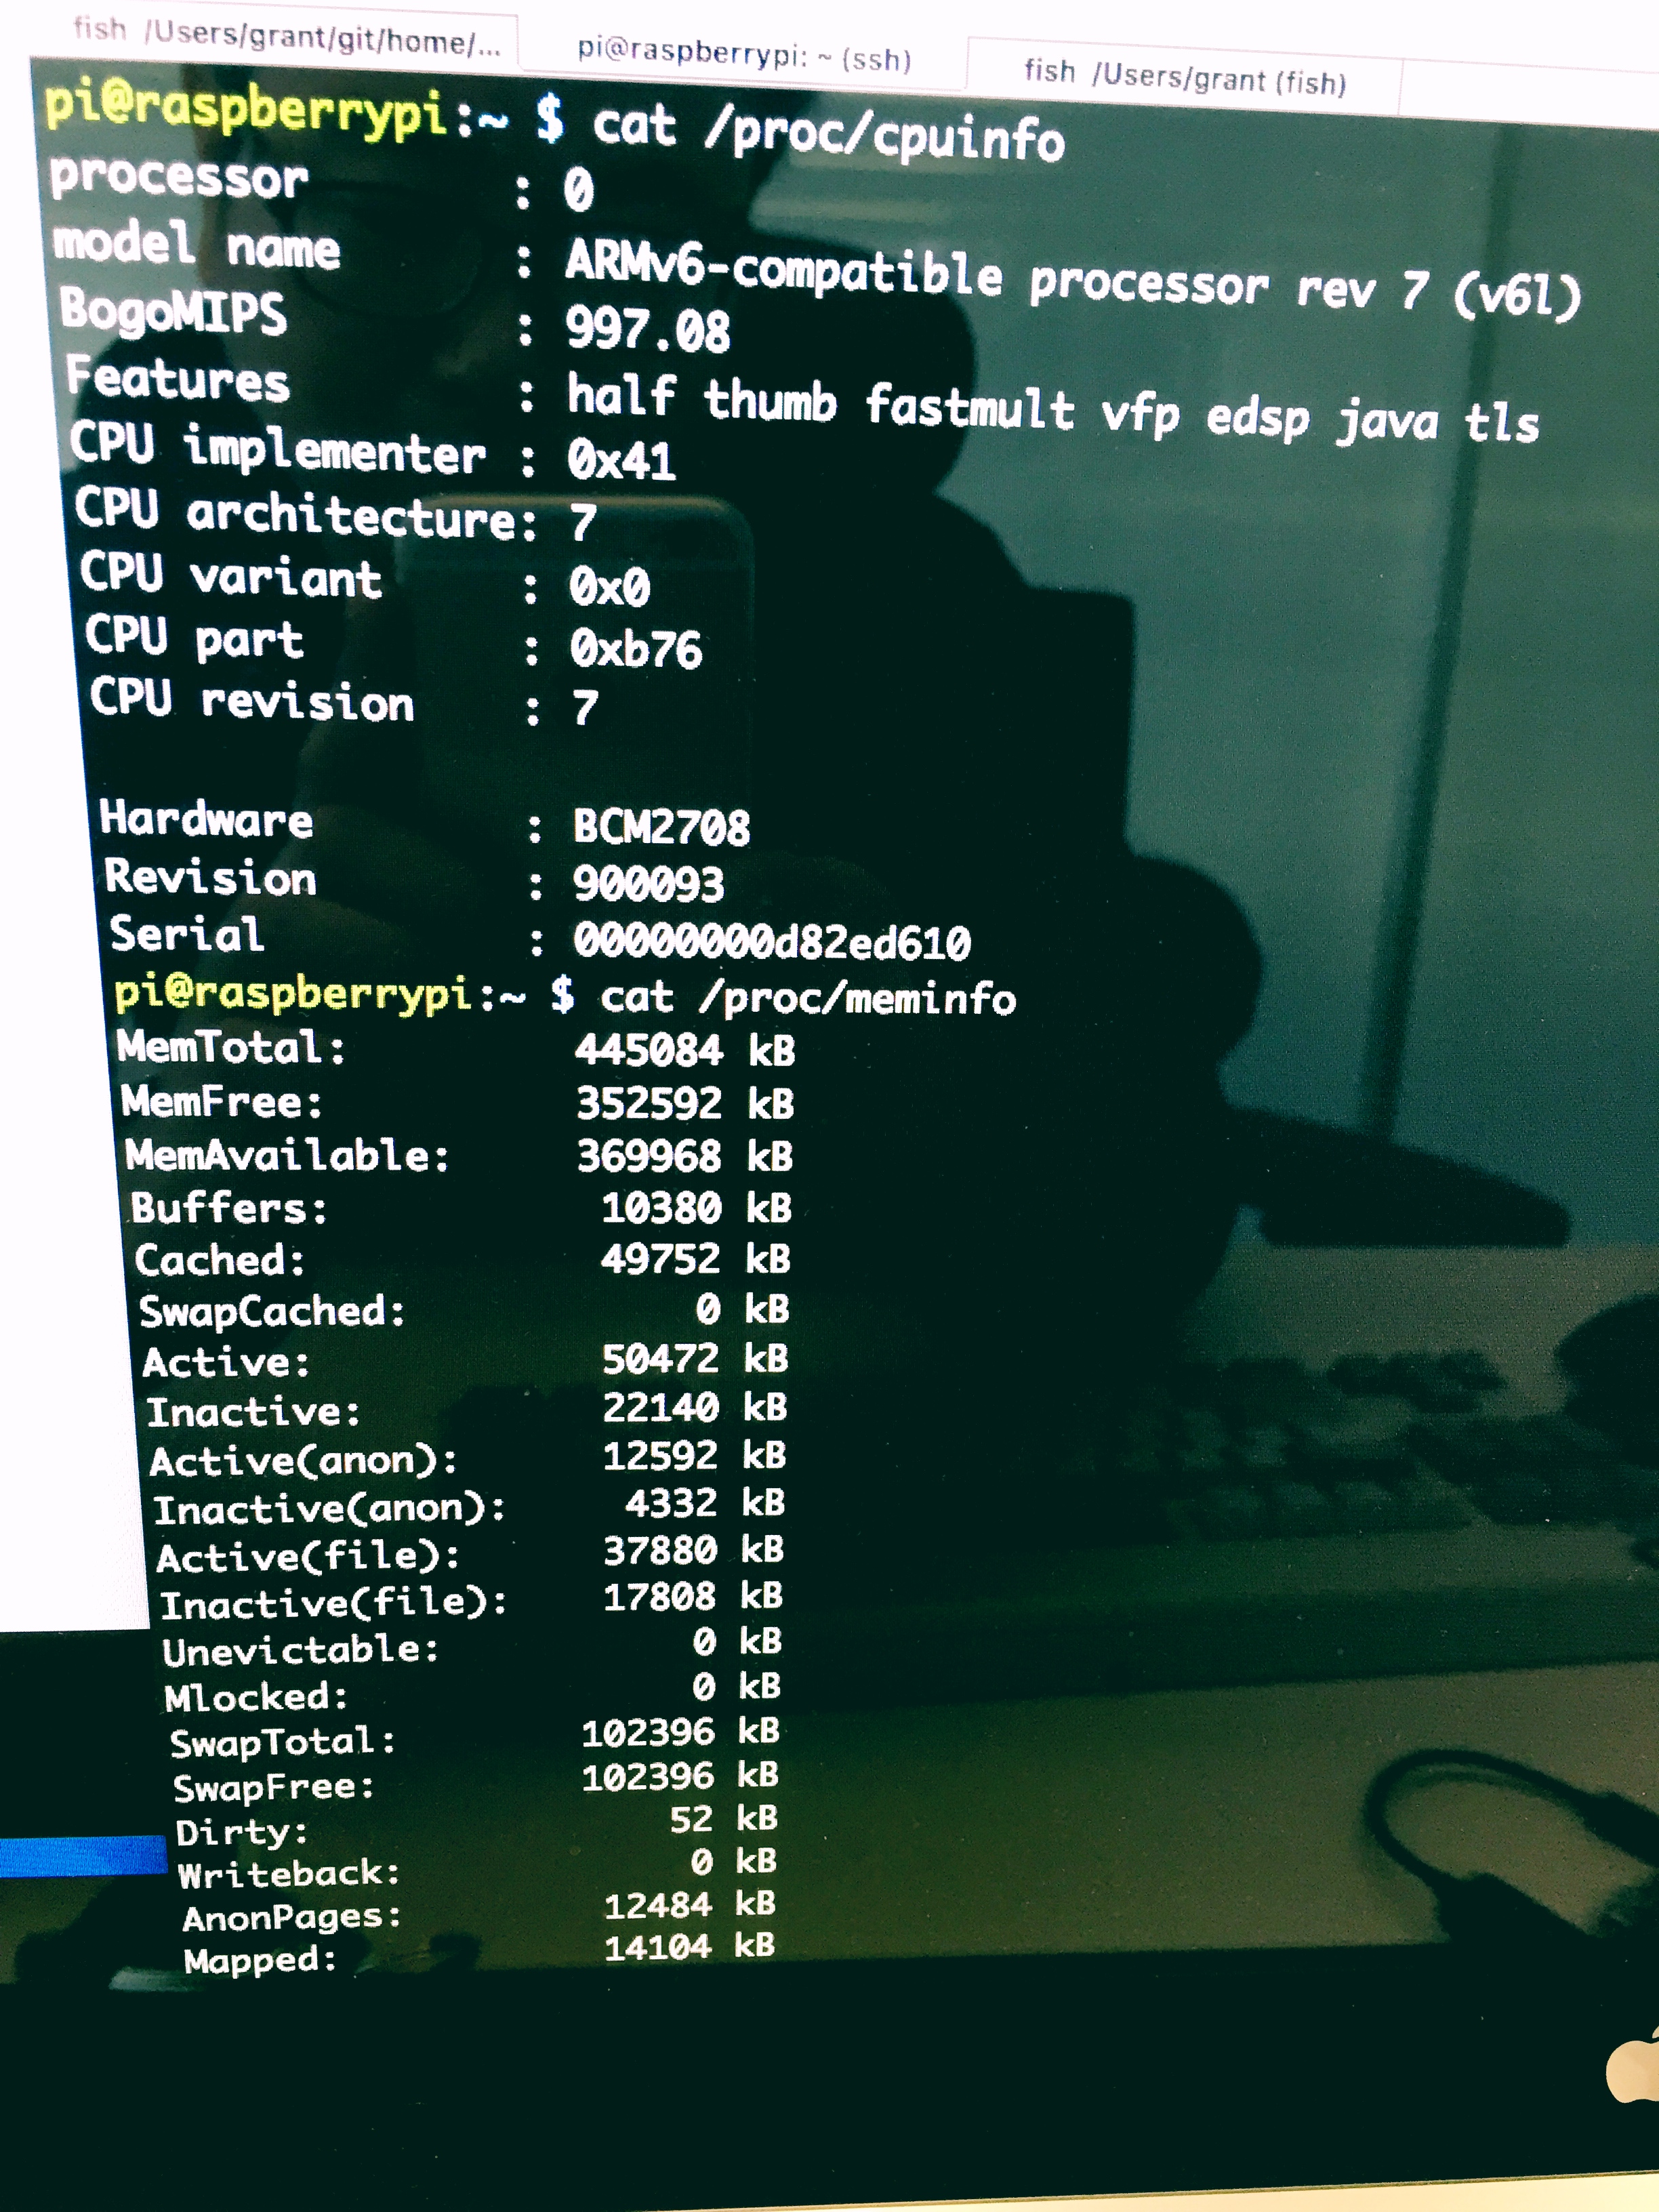 fish /Users/grant/git/home/...
pi@raspberrypi: ~ (ssh)
fish /Users/grant (fish)
pi@raspberrypi:~ $ cat /proc/cpuinfo
processor : 0
model name : ARMv6-compatible processor rev 7 (v6l)
BogoMIPS : 997.08
Features : half thumb fastmult vfp edsp java tls
CPU implementer : 0x41
CPU architecture: 7
CPU variant : 0x0
CPU part : 0xb76
CPU revision : 7
Hardware : BCM2708
Revision : 900093
Serial : 00000000d82ed610
pi@raspberrypi:~ $ cat /proc/meminfo
MemTotal: 445084 kB
MemFree: 352592 kB
MemAvailable: 369968 kB
Buffers: 10380 kB
Cached: 49752 kB
SwapCached: 0 kB
Active: 50472 kB
Inactive: 22140 kB
Active(anon): 12592 kB
Inactive(anon): 4332 kB
Active(file): 37880 kB
Inactive(file): 17808 kB
Unevictable: 0 kB
Mlocked: 0 kB
SwapTotal: 102396 kB
SwapFree: 102396 kB
Dirty: 52 kB
Writeback: 0 kB
AnonPages: 12484 kB
Mapped: 14104 kB